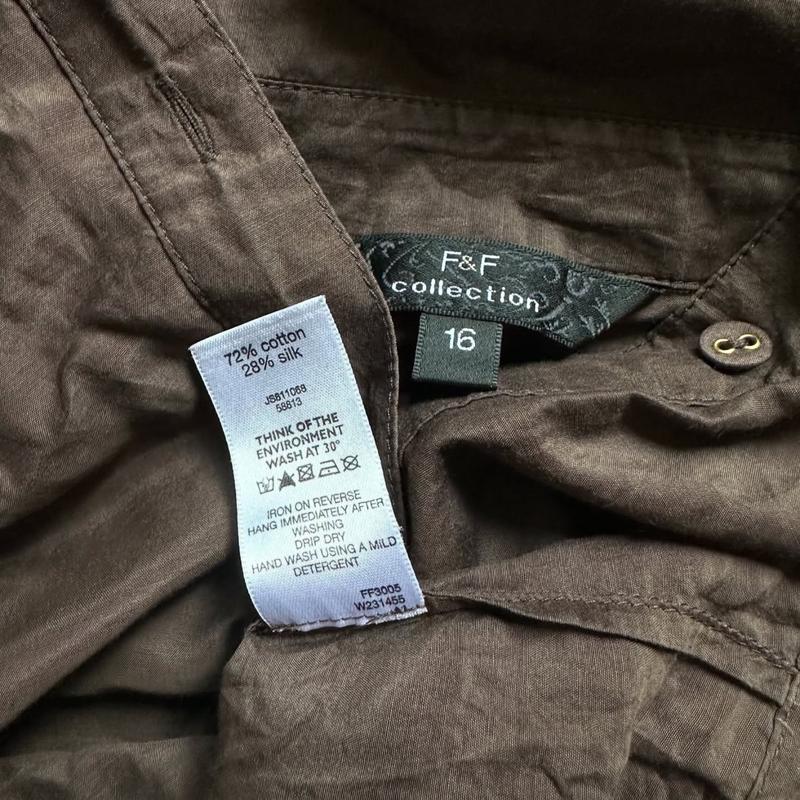 F&F
collection
16
72% cotton
28% silk
JS811068
58813
THINK OF THE
ENVIRONMENT
WASH AT 30°
IRON ON REVERSE
HANG IMMEDIATELY AFTER
WASHING
DRIP DRY
HAND WASH USING A MILD
DETERGENT
FF3005
W231455